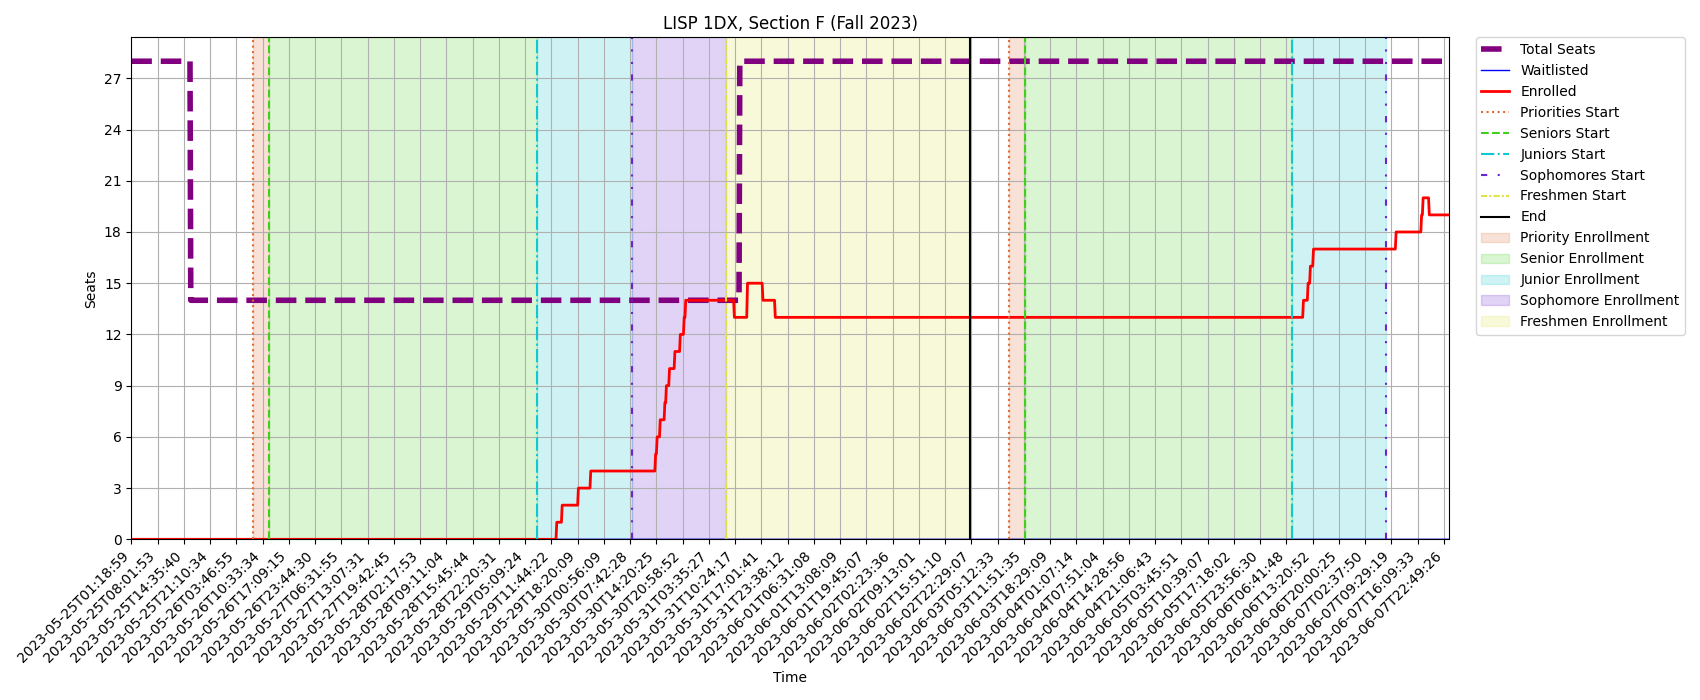 LISP 1DX, Section F (Fall 2023)
Seats
27
24
21
18
15
12
9
6
3
0
2023-05-25T01:18:59
2023-05-25T08:01:53
2023-05-25T14:35:40
2023-05-25T21:10:34
2023-05-26T03:46:55
2023-05-26T10:33:34
2023-05-26T17:09:15
2023-05-26T23:44:30
2023-05-27T06:31:55
2023-05-27T13:07:31
2023-05-27T19:42:45
2023-05-28T02:17:53
2023-05-28T09:11:04
2023-05-28T15:45:44
2023-05-28T22:20:31
2023-05-29T05:09:24
2023-05-29T11:44:22
2023-05-29T18:20:09
2023-05-30T00:56:09
2023-05-30T07:42:28
2023-05-30T14:20:25
2023-05-30T20:58:52
2023-05-31T03:35:27
2023-05-31T10:24:17
2023-05-31T17:01:41
2023-05-31T23:38:12
2023-06-01T06:31:08
2023-06-01T13:08:09
2023-06-01T19:45:07
2023-06-02T02:23:36
2023-06-02T09:13:01
2023-06-02T15:51:10
2023-06-02T22:29:07
2023-06-03T05:12:33
2023-06-03T11:51:35
2023-06-03T18:29:09
2023-06-04T01:07:14
2023-06-04T07:51:04
2023-06-04T14:28:56
2023-06-04T21:06:43
2023-06-05T03:45:51
2023-06-05T10:39:07
2023-06-05T17:18:02
2023-06-05T23:56:30
2023-06-06T06:41:48
2023-06-06T13:20:52
2023-06-06T20:00:25
2023-06-07T02:37:50
2023-06-07T09:29:19
2023-06-07T16:09:33
2023-06-07T22:49:26
Time
Total Seats
Waitlisted
Enrolled
Priorities Start
Seniors Start
Juniors Start
Sophomores Start
Freshmen Start
End
Priority Enrollment
Senior Enrollment
Junior Enrollment
Sophomore Enrollment
Freshmen Enrollment